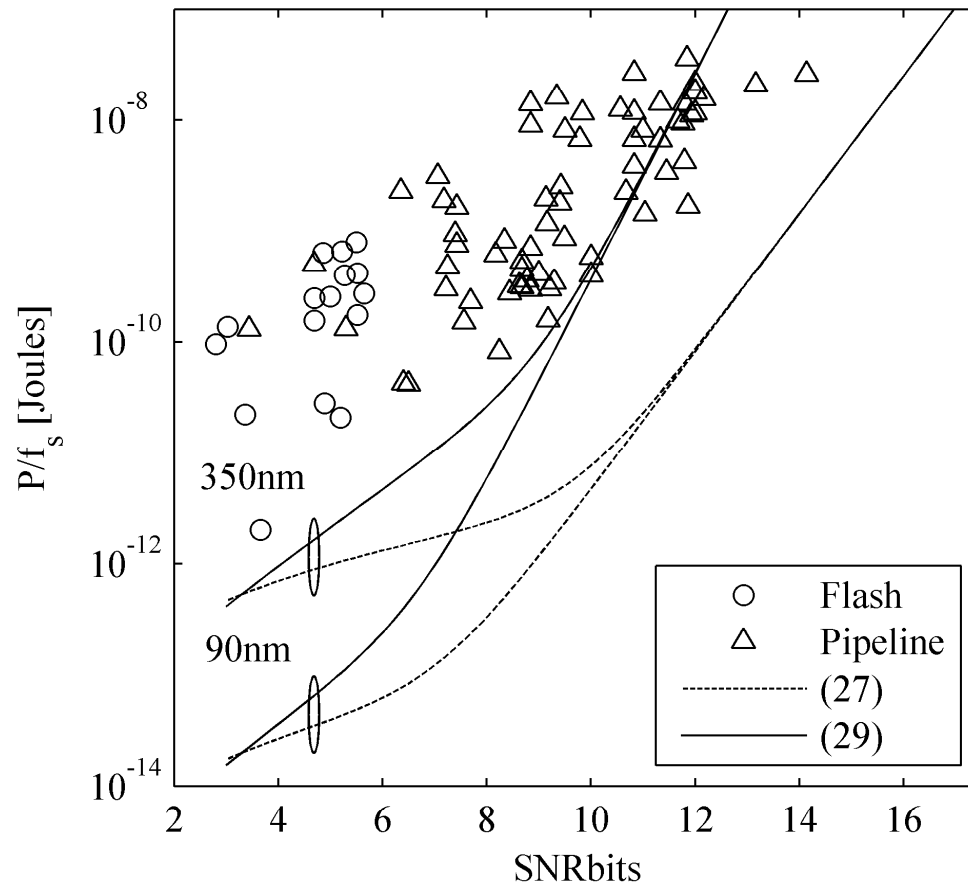 P/f_s [Joules]
10^-8
10^-10
10^-12
10^-14
350nm
90nm
Flash
Pipeline
(27)
(29)
2 4 6 8 10 12 14 16
SNRbits